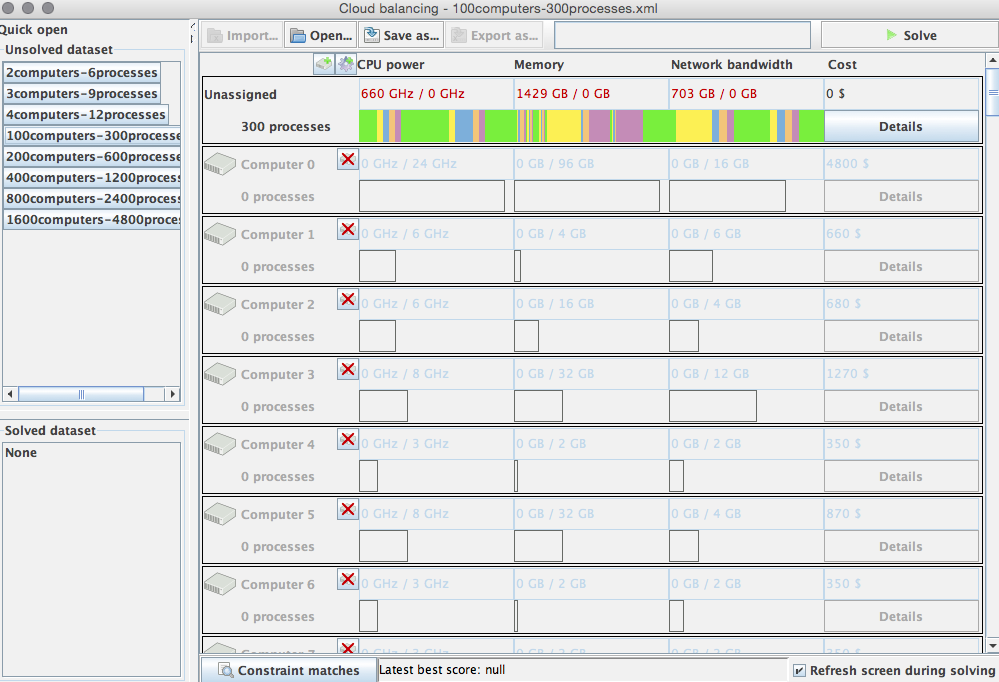 Cloud balancing - 100computers-300processes.xml
Quick open
Unsolved dataset
2computers-6processes
3computers-9processes
4computers-12processes
100computers-300processe
200computers-600processe
400computers-1200process
800computers-2400process
1600computers-4800proces
Solved dataset
None
Import... Open... Save as... Export as... Solve
CPU power Memory Network bandwidth Cost
Unassigned 660 GHz / 0 GHz 1429 GB / 0 GB 703 GB / 0 GB 0 $
300 processes Details
Computer 0 0 GHz / 24 GHz 0 GB / 96 GB 0 GB / 16 GB 4800 $
0 processes Details
Computer 1 0 GHz / 6 GHz 0 GB / 4 GB 0 GB / 6 GB 660 $
0 processes Details
Computer 2 0 GHz / 6 GHz 0 GB / 16 GB 0 GB / 4 GB 680 $
0 processes Details
Computer 3 0 GHz / 8 GHz 0 GB / 32 GB 0 GB / 12 GB 1270 $
0 processes Details
Computer 4 0 GHz / 3 GHz 0 GB / 2 GB 0 GB / 2 GB 350 $
0 processes Details
Computer 5 0 GHz / 8 GHz 0 GB / 32 GB 0 GB / 4 GB 870 $
0 processes Details
Computer 6 0 GHz / 3 GHz 0 GB / 2 GB 0 GB / 2 GB 350 $
0 processes Details
Constraint matches Latest best score: null Refresh screen during solving